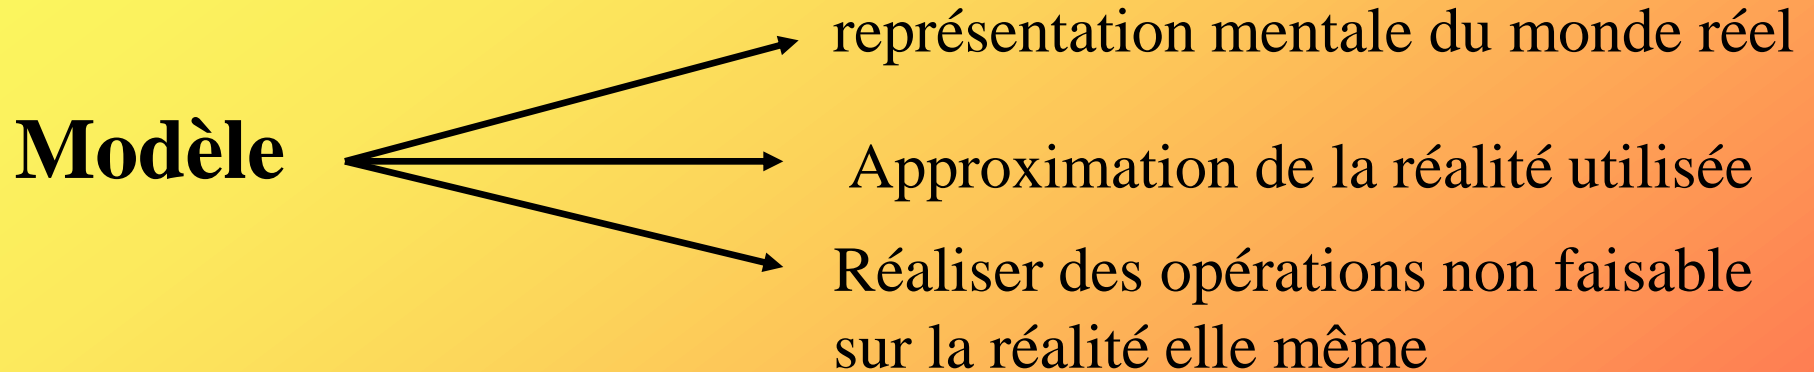 représentation mentale du monde réel
Modèle
Approximation de la réalité utilisée
Réaliser des opérations non faisable
sur la réalité elle même